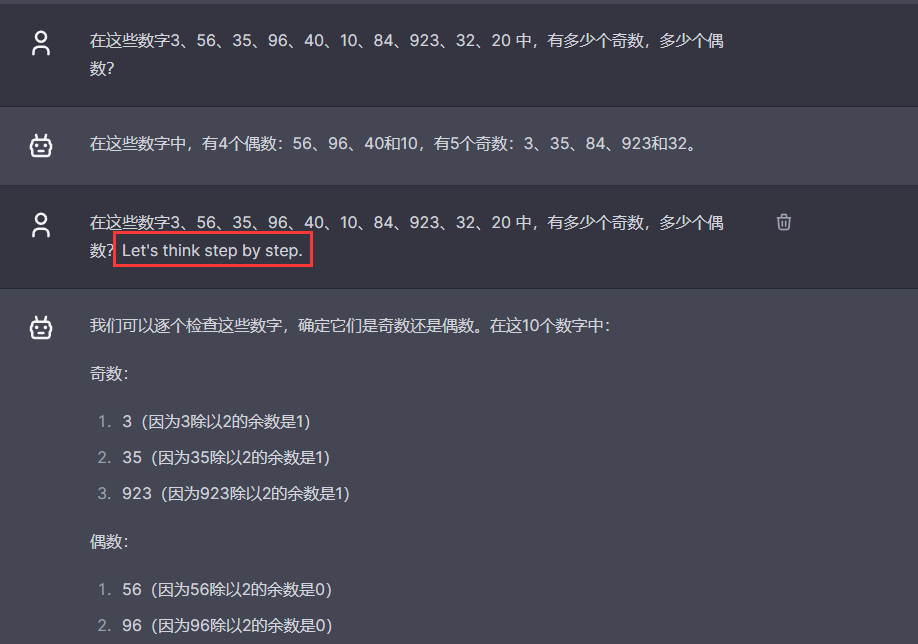 在这些数字3、56、35、96、40、10、84、923、32、20 中，有多少个奇数，多少个偶
数？
在这些数字中，有4个偶数：56、96、40和10，有5个奇数：3、35、84、923和32。
在这些数字3、56、35、96、40、10、84、923、32、20 中，有多少个奇数，多少个偶
数？Let's think step by step.
我们可以逐个检查这些数字，确定它们是奇数还是偶数。在这10个数字中：
奇数：
1. 3（因为3除以2的余数是1）
2. 35（因为35除以2的余数是1）
3. 923（因为923除以2的余数是1）
偶数：
1. 56（因为56除以2的余数是0）
2. 96（因为96除以2的余数是0）